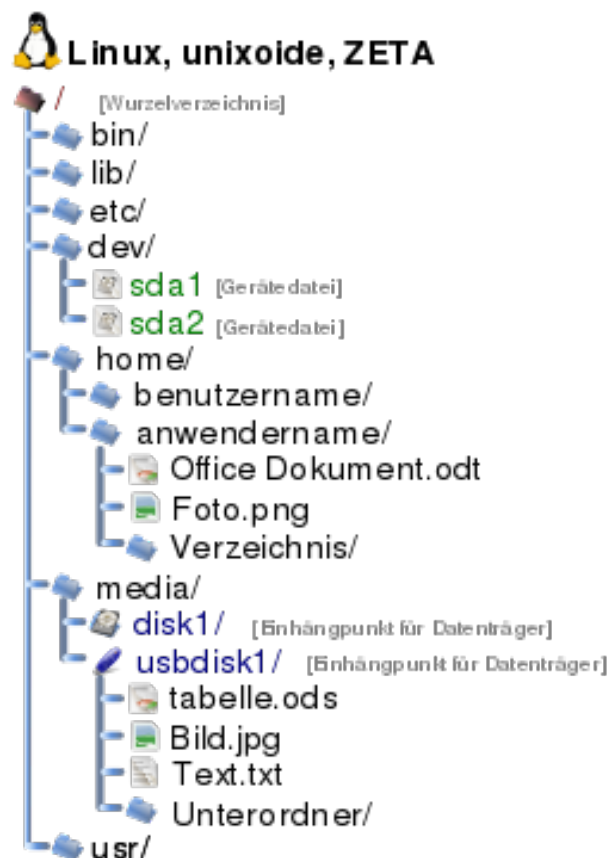 Linux, unixoide, ZETA
/ [Wurzelverzeichnis]
bin/
lib/
etc/
dev/
sda1 [Gerätedatei]
sda2 [Gerätedatei]
home/
benutzername/
anwendername/
Office Dokument.odt
Foto.png
Verzeichnis/
media/
disk1/ [Einhängpunkt für Datenträger]
usbdisk1/ [Einhängpunkt für Datenträger]
tabelle.ods
Bild.jpg
Text.txt
Unterordner/
usr/